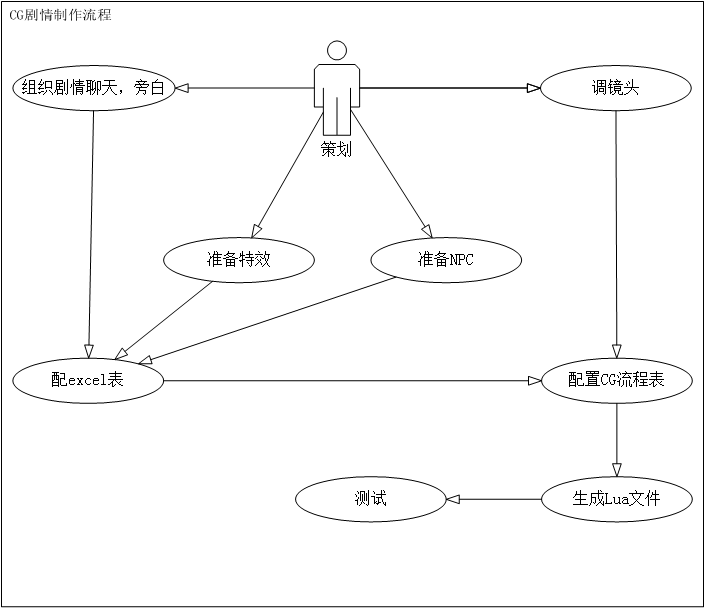 CG剧情制作流程
组织剧情聊天，旁白
调镜头
策划
准备特效
准备NPC
配excel表
配置CG流程表
测试
生成Lua文件